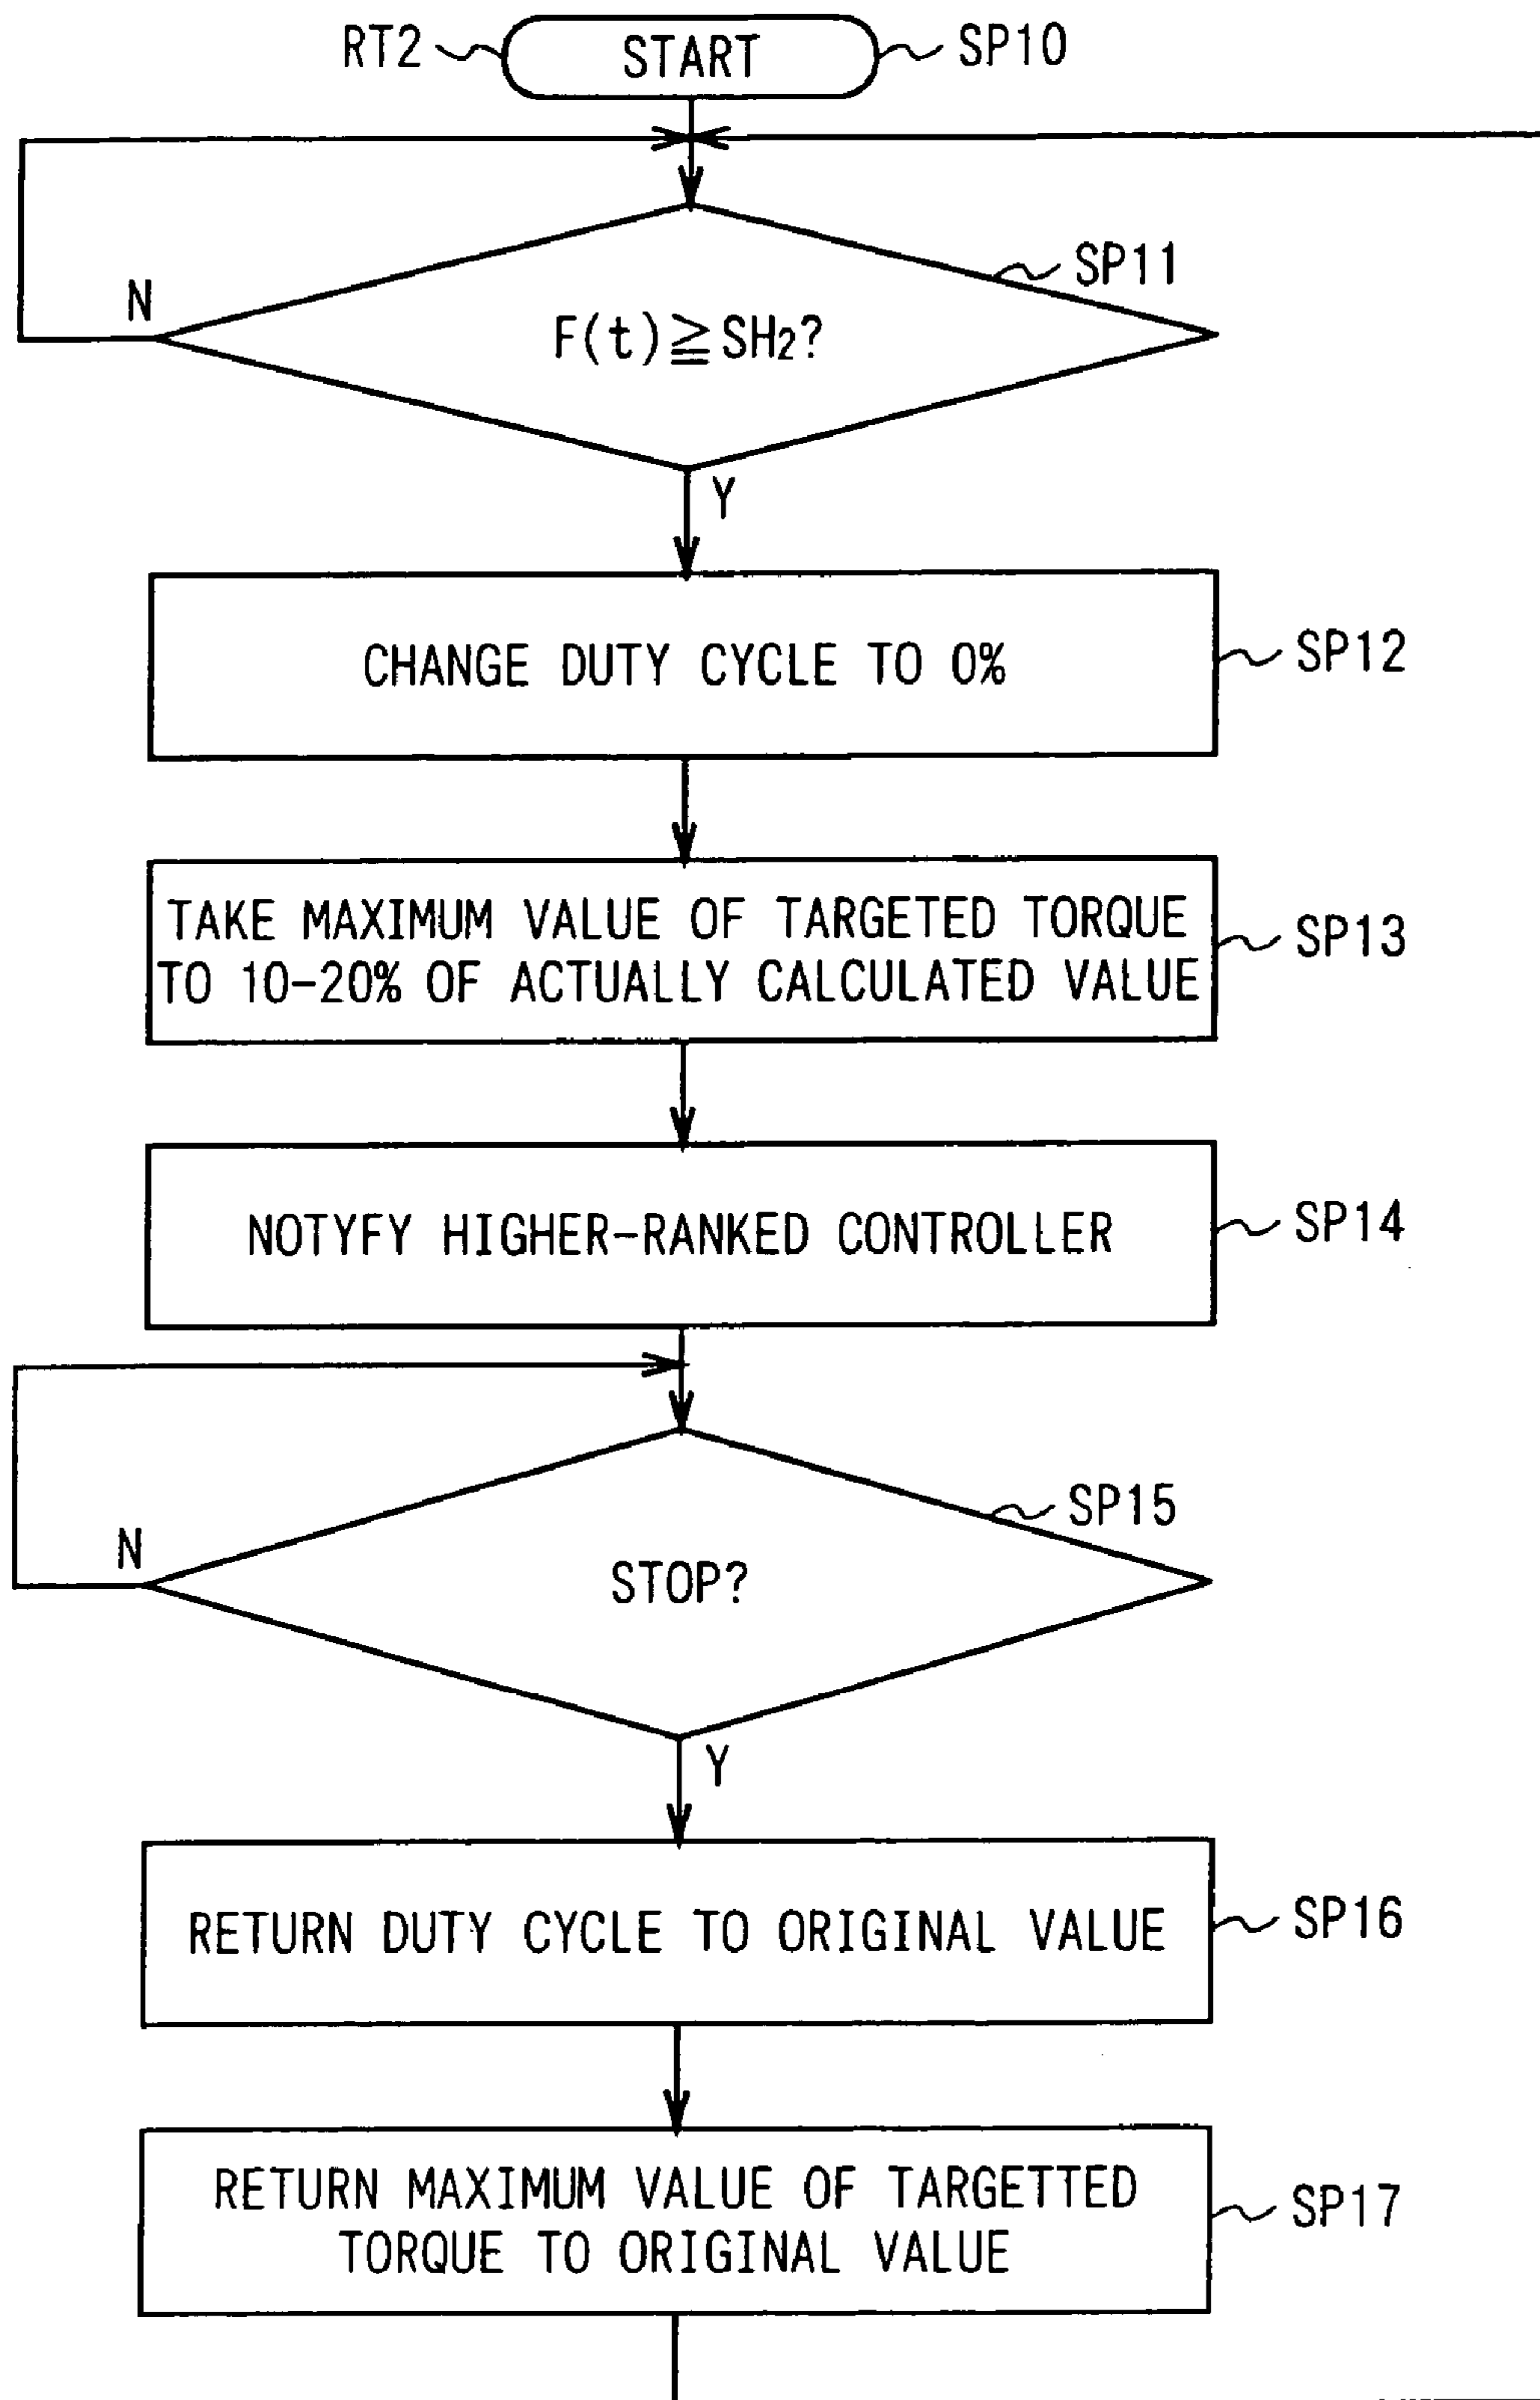 RT2 START SP10
SP11
N
F(t)≧SH2?
Y
CHANGE DUTY CYCLE TO 0% SP12
TAKE MAXIMUM VALUE OF TARGETED TORQUE
TO 10-20% OF ACTUALLY CALCULATED VALUE
SP13
NOTYFY HIGHER-RANKED CONTROLLER SP14
SP15
N
STOP?
Y
RETURN DUTY CYCLE TO ORIGINAL VALUE SP16
RETURN MAXIMUM VALUE OF TARGETTED
TORQUE TO ORIGINAL VALUE
SP17